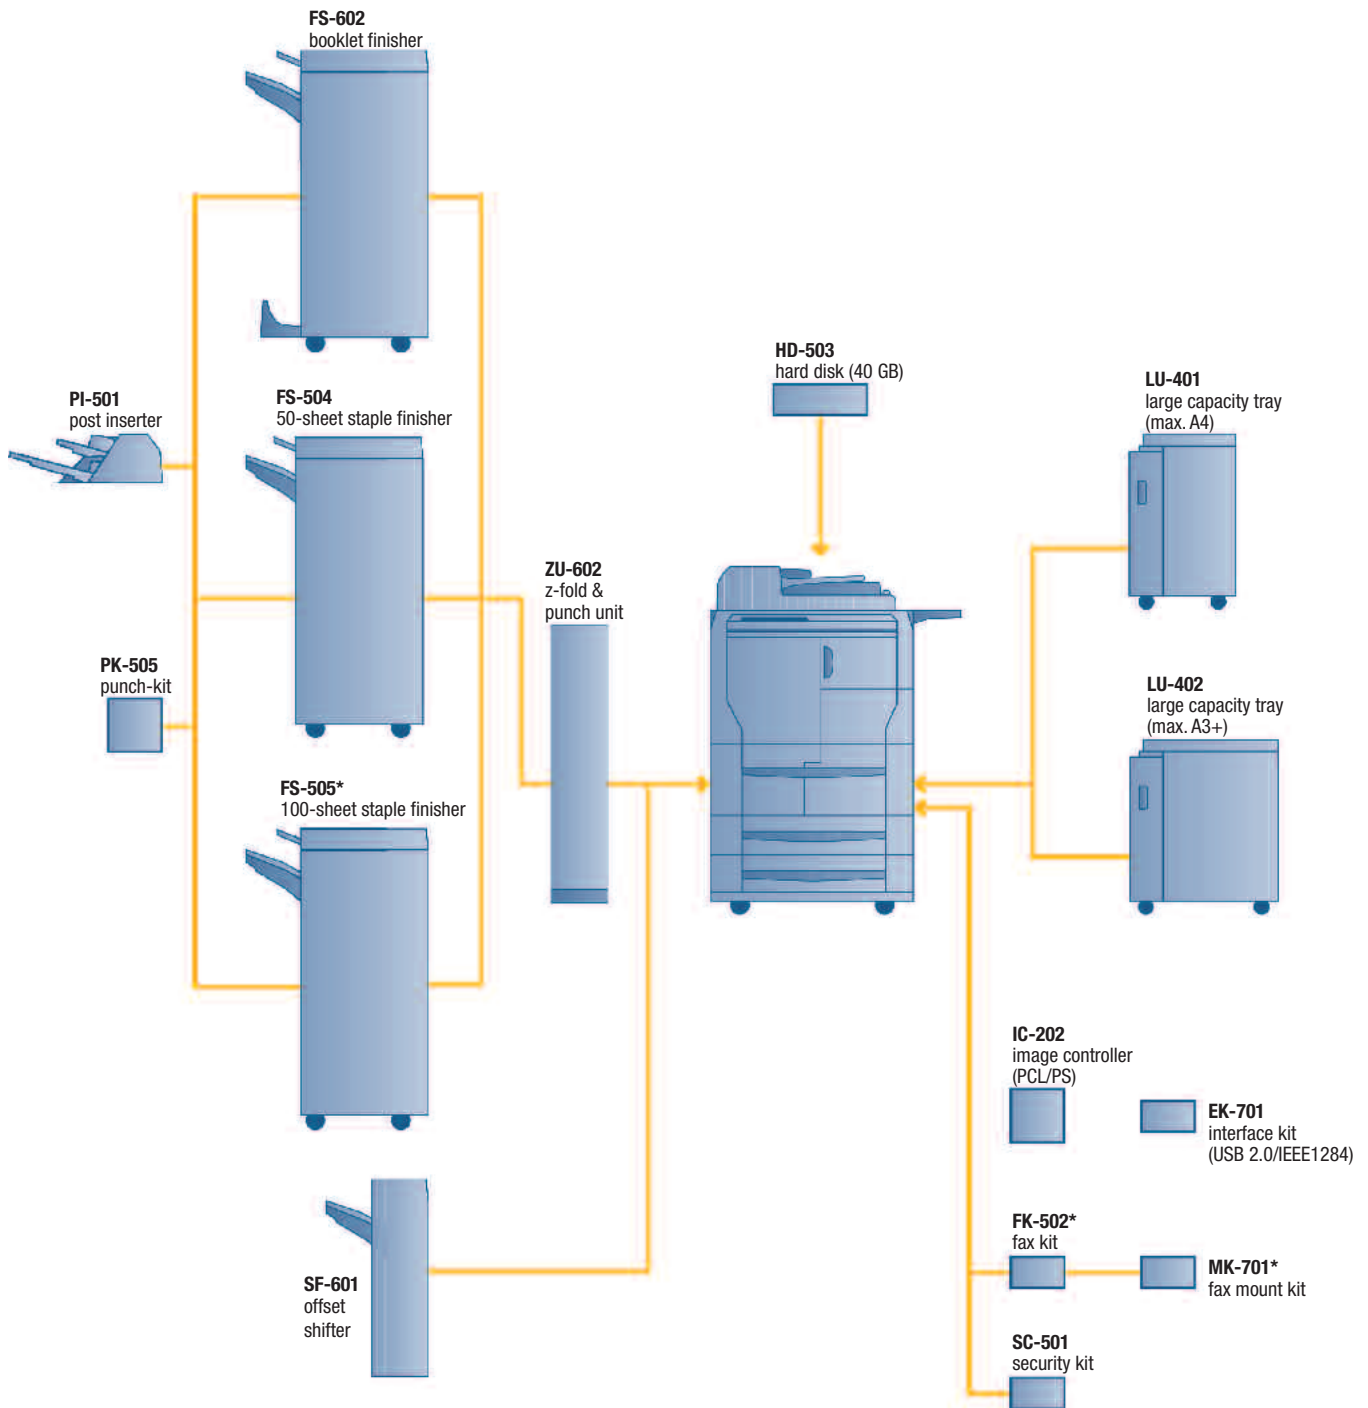 FS-602
booklet finisher
HD-503
hard disk (40 GB)
LU-401
large capacity tray
(max. A4)
PI-501
post inserter
FS-504
50-sheet staple finisher
ZU-602
z-fold &
punch unit
PK-505
punch-kit
LU-402
large capacity tray
(max. A3+)
FS-505*
100-sheet staple finisher
IC-202
image controller
(PCL/PS)
EK-701
interface kit
(USB 2.0/IEEE1284)
FK-502*
fax kit
MK-701*
fax mount kit
SF-601
offset
shifter
SC-501
security kit